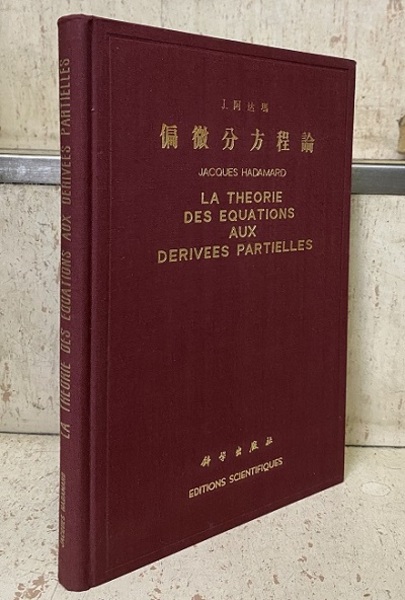 J. 阿达瑪
偏微分方程論
JACQUES HADAMARD
LA THEORIE
DES EQUATIONS
AUX
DERIVEES PARTIELLES
科学出版社
EDITIONS SCIENTIFIQUES
JACQUES HADAMARD
LA THEORIE DES EQUATIONS AUX DERIVEES PARTIELLES